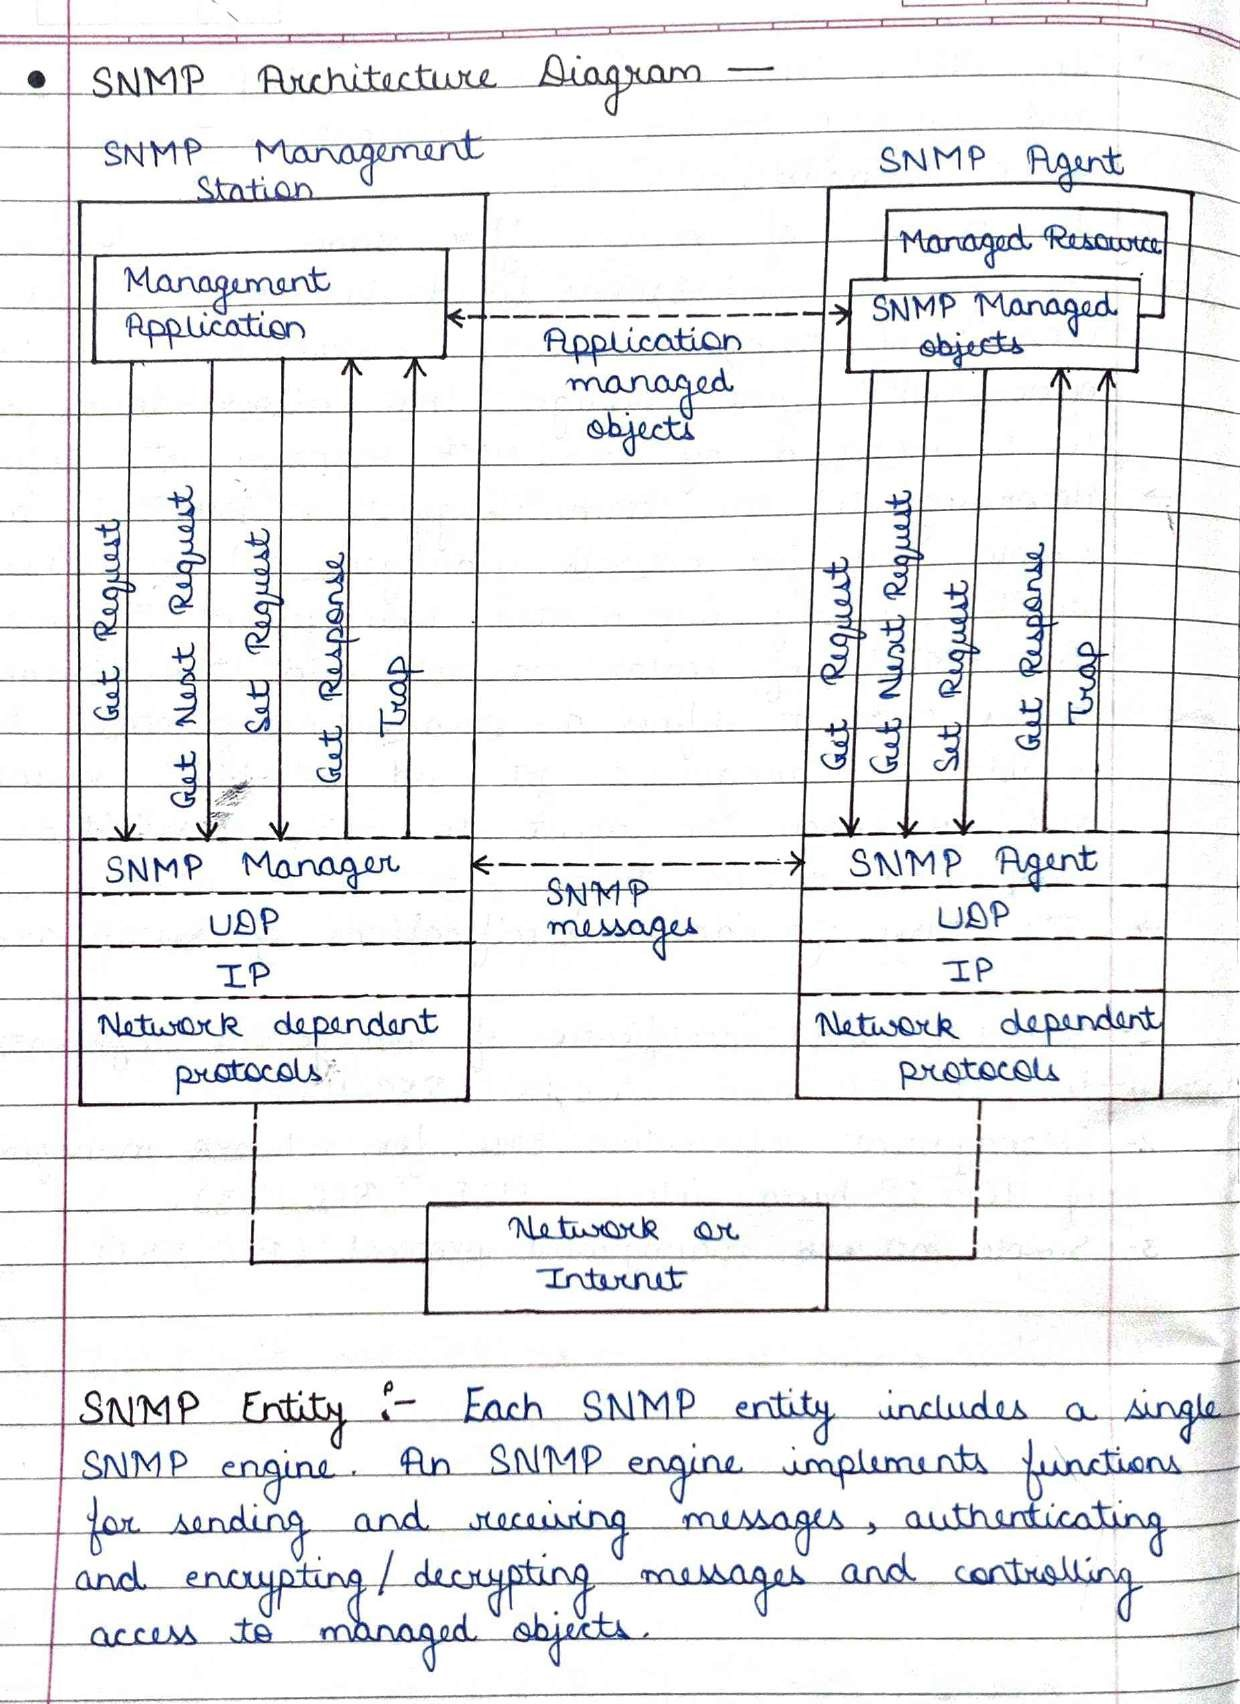 • SNMP Architecture Diagram —
SNMP Management
Station
SNMP Agent
Managed Resource
Management
Application
SNMP Managed
objects
Application
managed
objects
Get Request
Get Next Request
Set Request
Get Response
Trap
Get Request
Get Next Request
Set Request
Get Response
Trap
SNMP Manager
SNMP
messages
SNMP Agent
UDP
UDP
IP
IP
Network dependent
protocols
Network dependent
protocols
Network or
Internet
SNMP Entity :- Each SNMP entity includes a single
SNMP engine. An SNMP engine implements functions
for sending and receiving messages, authenticating
and encrypting/decrypting messages and controlling
access to managed objects.